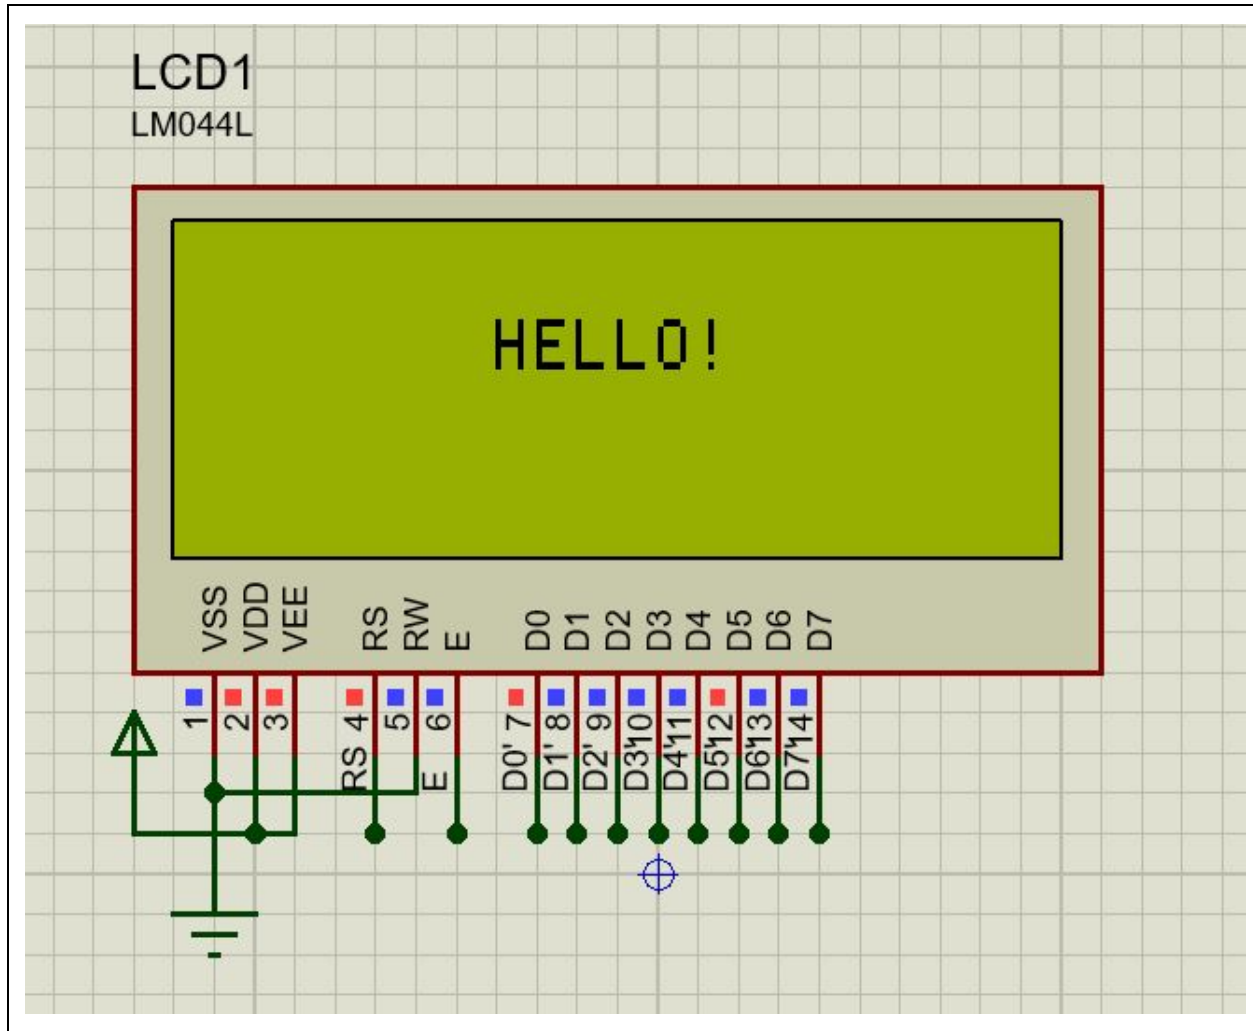 LCD1
LM044L
HELLO!
VSS VDD VEE RS RW E D0 D1 D2 D3 D4 D5 D6 D7
1 2 3 4 5 6 7 8 9 10 11 12 13 14
RS E D0' D1' D2' D3' D4' D5' D6' D7'